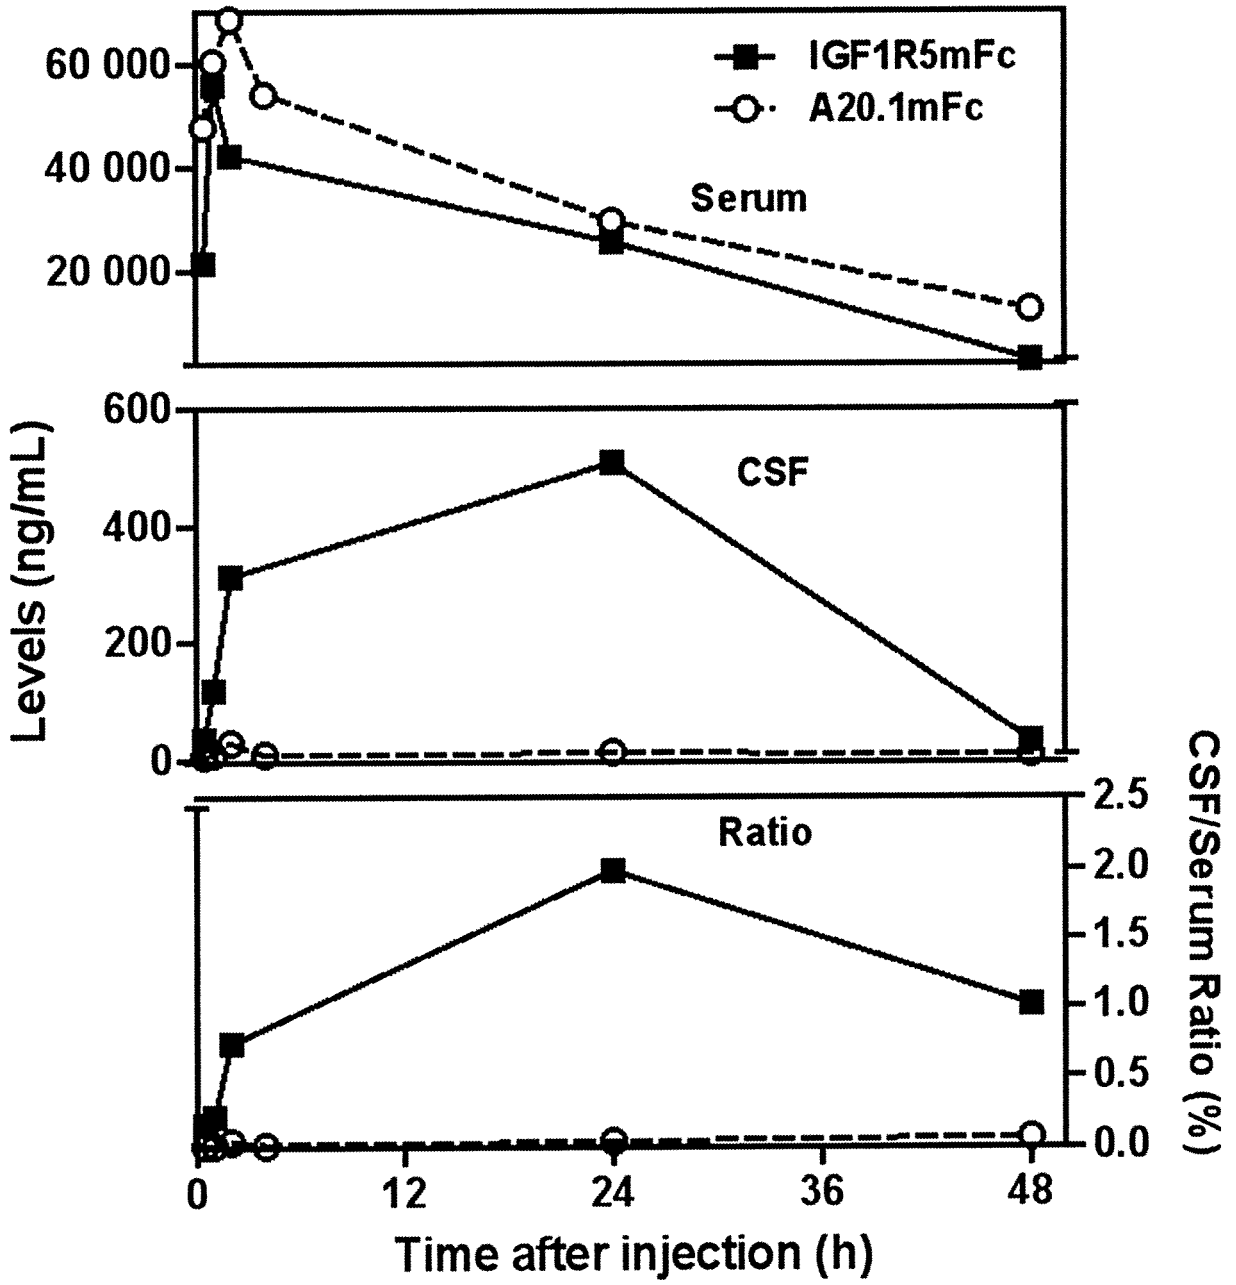 60 000
40 000
20 000
IGF1R5mFc
A20.1mFc
Serum
Levels (ng/mL)
600
400
200
0
CSF
Ratio
2.5
2.0
1.5
1.0
0.5
0.0
CSF/Serum Ratio (%)
0 12 24 36 48
Time after injection (h)